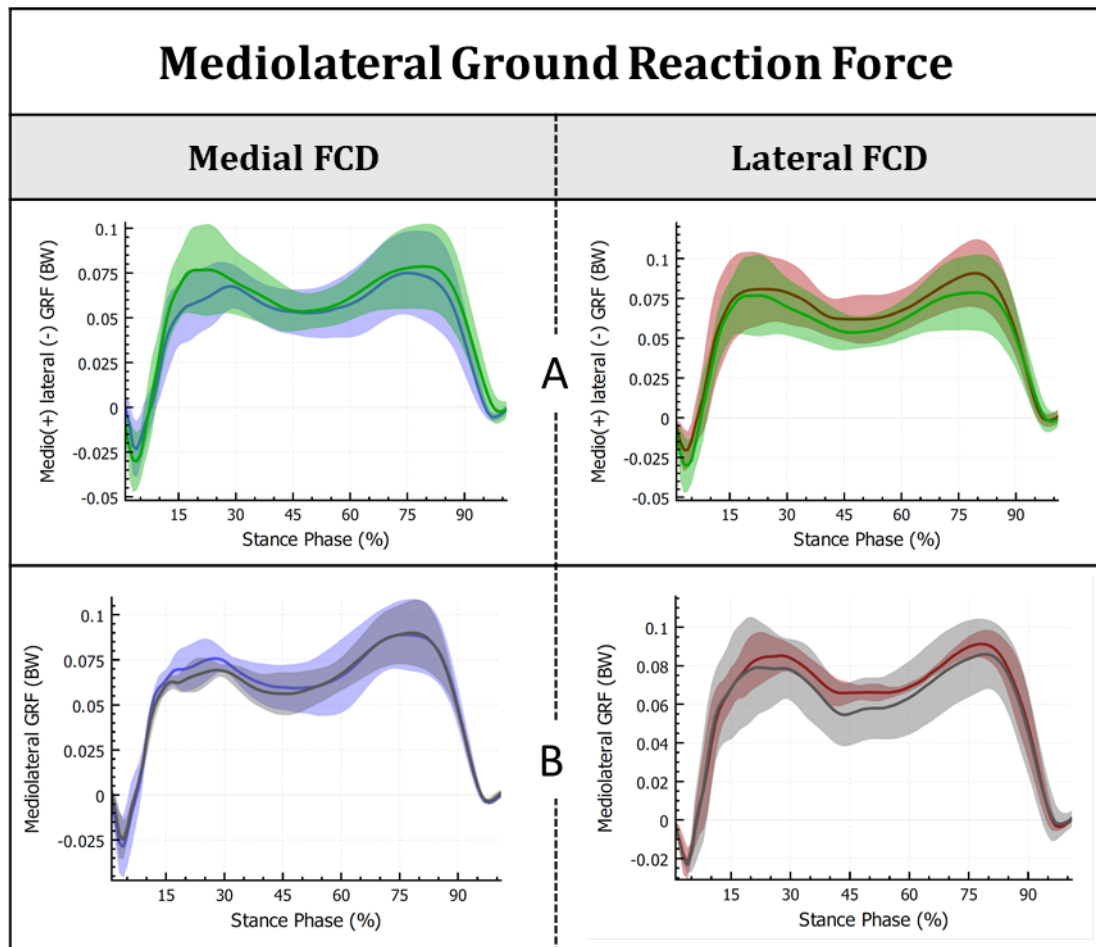 Mediolateral Ground Reaction Force
Medial FCD
Lateral FCD
Medio(+) lateral (-) GRF (BW)
0.1
0.075
0.05
0.025
0
-0.025
-0.05
15 30 45 60 75 90
Stance Phase (%)
A
Medio(+) lateral (-) GRF (BW)
0.1
0.075
0.05
0.025
0
-0.025
-0.05
15 30 45 60 75 90
Stance Phase (%)
Mediolateral GRF (BW)
0.1
0.075
0.05
0.025
0
-0.025
15 30 45 60 75 90
Stance Phase (%)
B
Mediolateral GRF (BW)
0.1
0.08
0.06
0.04
0.02
0
-0.02
15 30 45 60 75 90
Stance Phase (%)